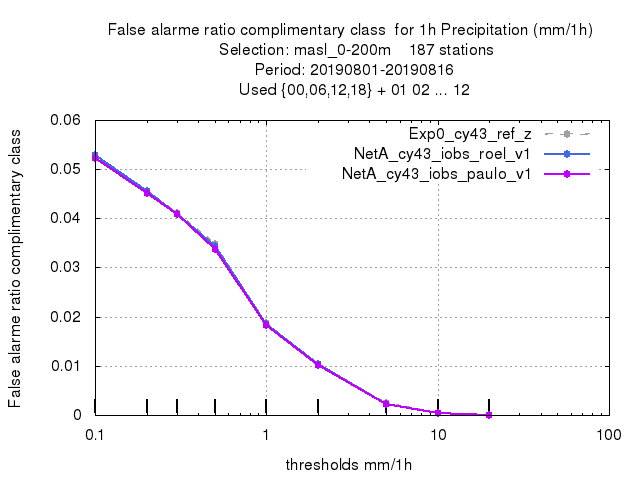 False alarme ratio complimentary class  for 1h Precipitation (mm/1h)
Selection: masl_0-200m    187 stations
Period: 20190801-20190816
Used {00,06,12,18} + 01 02 ... 12
Exp0_cy43_ref_z
NetA_cy43_iobs_roel_v1
NetA_cy43_iobs_paulo_v1
False alarme ratio complimentary class
0.06
0.05
0.04
0.03
0.02
0.01
0
0.1
1
10
100
thresholds mm/1h